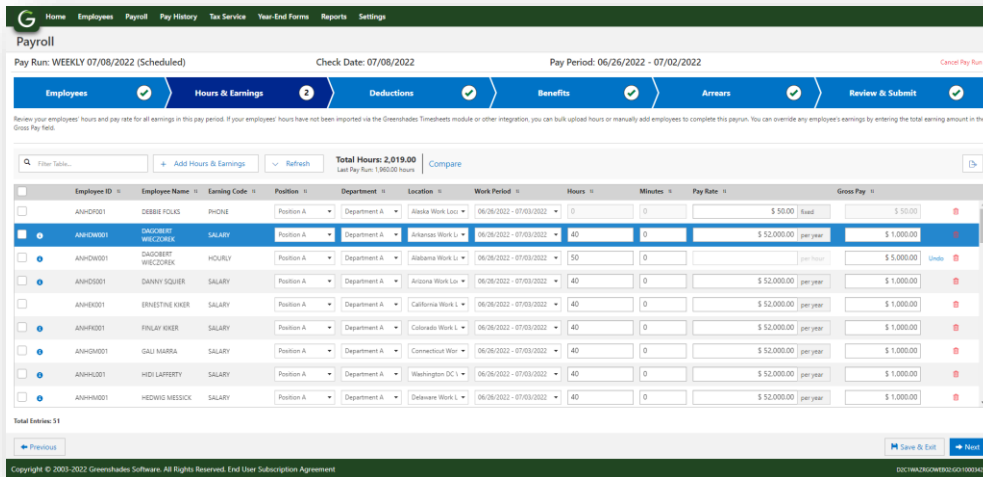 G Home Employees Payroll Pay History Tax Service Year-End Forms Reports Settings
Payroll
Pay Run: WEEKLY 07/08/2022 (Scheduled) Check Date: 07/08/2022 Pay Period: 06/26/2022 - 07/02/2022 Cancel Pay Run
Employees Hours & Earnings 2 Deductions Benefits Arrears Review & Submit
Review your employees' hours and pay rate for all earnings in this pay period. If your employees' hours have not been imported via the Greenshades Timesheets module or other integration, you can bulk upload hours or manually add employees to complete this payrun. You can override any employee's earnings by entering the total earning amount in the
Gross Pay field.
Filter Table... + Add Hours & Earnings Refresh Total Hours: 2,019.00 Compare
Last Pay Run: 1,960.00 hours
Employee ID Employee Name Earning Code Position Department Location Work Period Hours Minutes Pay Rate Gross Pay
ANHDF001 DEBBIE FOLKS PHONE Position A Department A Alaska Work Loc 06/26/2022 - 07/03/2022 0 0 $ 50.00 fixed $ 50.00
ANHDW001 DAGOBERT WIECZOREK SALARY Position A Department A Arkansas Work L 06/26/2022 - 07/03/2022 40 0 $ 52,000.00 per year $ 1,000.00
ANHDW001 DAGOBERT WIECZOREK HOURLY Position A Department A Alabama Work L 06/26/2022 - 07/03/2022 50 0 per hour $ 5,000.00 Undo
ANHDS001 DANNY SQUIER SALARY Position A Department A Arizona Work Loc 06/26/2022 - 07/03/2022 40 0 $ 52,000.00 per year $ 1,000.00
ANHEK001 ERNESTINE KIKER SALARY Position A Department A California Work L 06/26/2022 - 07/03/2022 40 0 $ 52,000.00 per year $ 1,000.00
ANHFK001 FINLAY KIKER SALARY Position A Department A Colorado Work L 06/26/2022 - 07/03/2022 40 0 $ 52,000.00 per year $ 1,000.00
ANHGM001 GALI MARRA SALARY Position A Department A Connecticut Wor 06/26/2022 - 07/03/2022 40 0 $ 52,000.00 per year $ 1,000.00
ANHHL001 HIDI LAFFERTY SALARY Position A Department A Washington DC 06/26/2022 - 07/03/2022 40 0 $ 52,000.00 per year $ 1,000.00
ANHHM001 HEDWIG MESSICK SALARY Position A Department A Delaware Work L 06/26/2022 - 07/03/2022 40 0 $ 52,000.00 per year $ 1,000.00
Total Entries: 51
Previous Save & Exit Next
Copyright © 2003-2022 Greenshades Software. All Rights Reserved. End User Subscription Agreement